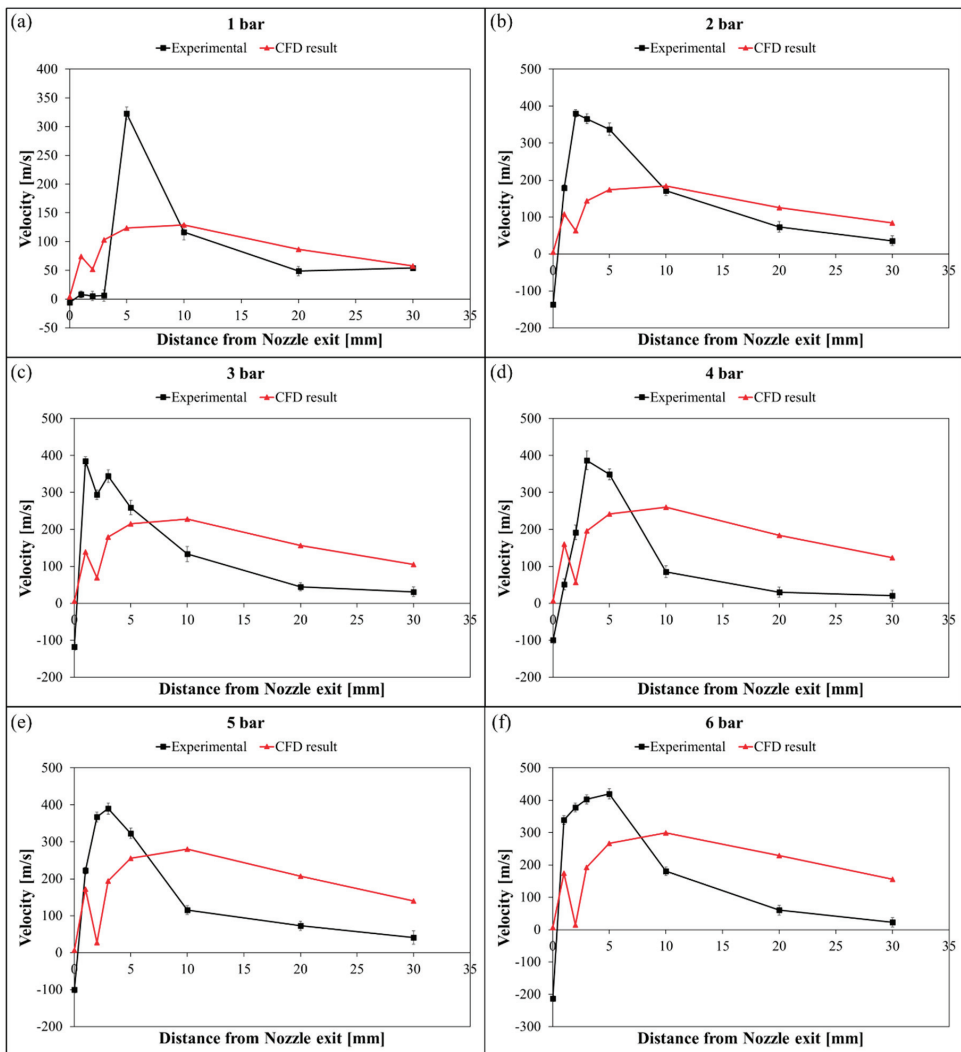 (a)
1 bar
Experimental CFD result
Velocity [m/s]
400
350
300
250
200
150
100
50
0
-50
0 5 10 15 20 25 30 35
Distance from Nozzle exit [mm]
(b)
2 bar
Experimental CFD result
Velocity [m/s]
500
400
300
200
100
0
-100
-200
0 5 10 15 20 25 30 35
Distance from Nozzle exit [mm]
(c)
3 bar
Experimental CFD result
Velocity [m/s]
500
400
300
200
100
0
-100
-200
0 5 10 15 20 25 30 35
Distance from Nozzle exit [mm]
(d)
4 bar
Experimental CFD result
Velocity [m/s]
500
400
300
200
100
0
-100
-200
0 5 10 15 20 25 30 35
Distance from Nozzle exit [mm]
(e)
5 bar
Experimental CFD result
Velocity [m/s]
500
400
300
200
100
0
-100
-200
0 5 10 15 20 25 30 35
Distance from Nozzle exit [mm]
(f)
6 bar
Experimental CFD result
Velocity [m/s]
500
400
300
200
100
0
-100
-200
-300
0 5 10 15 20 25 30 35
Distance from Nozzle exit [mm]